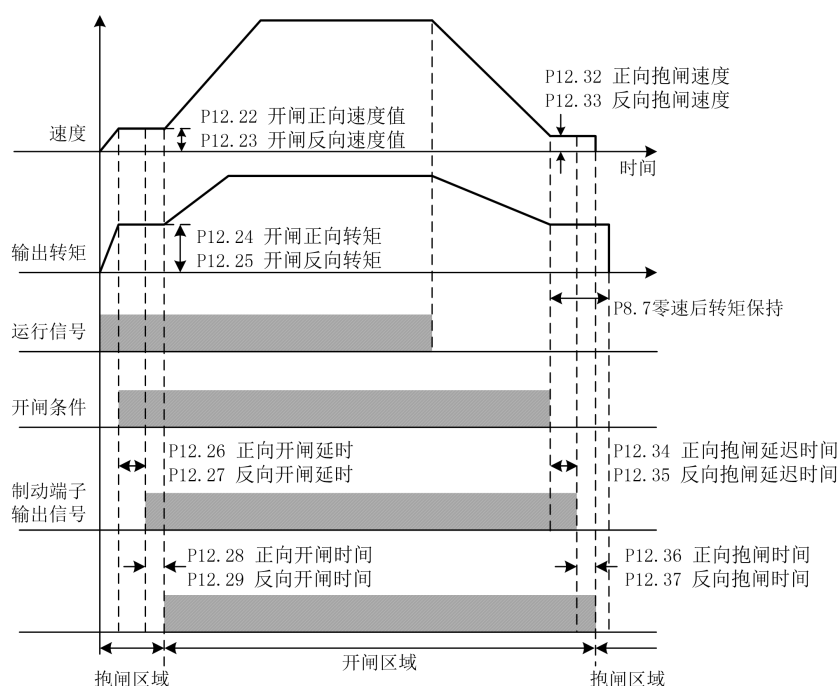 P12.32 正向抱闸速度
P12.33 反向抱闸速度
P12.22 开闸正向速度值
P12.23 开闸反向速度值
速度
时间
P12.24 开闸正向转矩
P12.25 开闸反向转矩
输出转矩
P8.7零速后转矩保持
运行信号
开闸条件
P12.26 正向开闸延时
P12.27 反向开闸延时
P12.34 正向抱闸延迟时间
P12.35 反向抱闸延迟时间
制动端子
输出信号
P12.28 正向开闸时间
P12.29 反向开闸时间
P12.36 正向抱闸时间
P12.37 反向抱闸时间
开闸区域
抱闸区域
抱闸区域